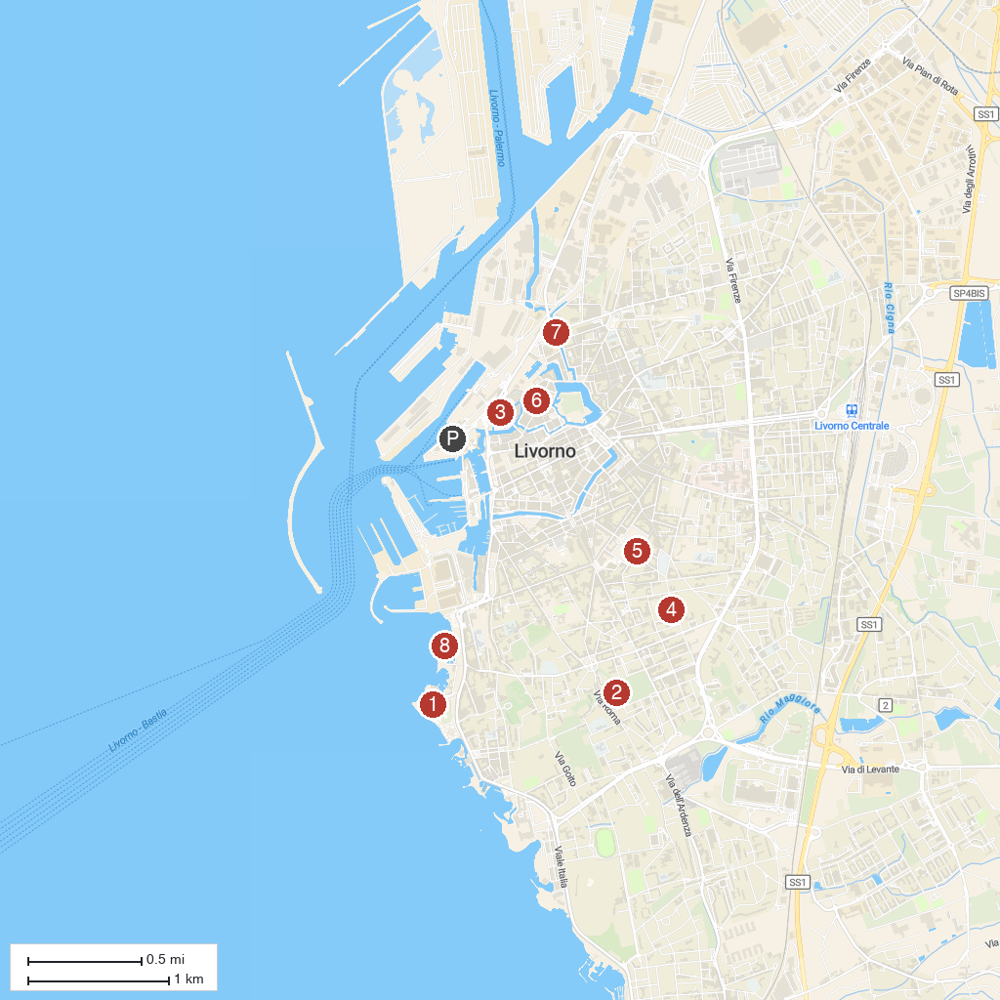 Via Firenze
Via Pian di Rota
SS1
Livorno - Palermo
Via degli Arrotini
Via Firenze
Rio Cigna
SP4BIS
7
SS1
6
3
Livorno Centrale
P
Livorno
5
4
SS1
8
2
1
Via Roma
Rio Maggiore
2
Livorno - Bastia
Via Goito
Via dell'Ardenza
Via di Levante
Viale Italia
SS1
Via
0.5 mi
1 km